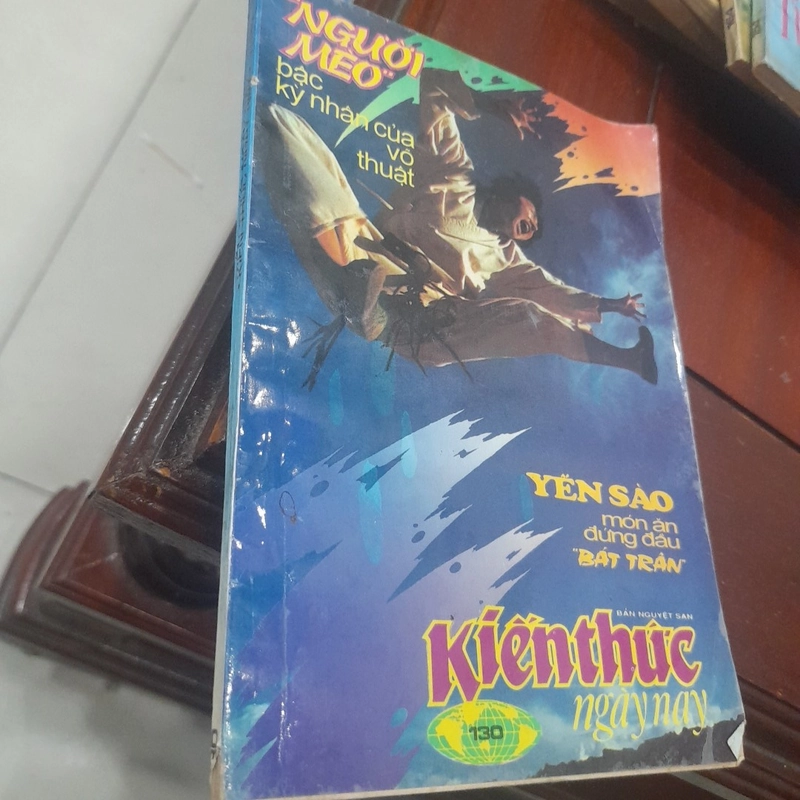 "NGƯỜI
MÈO"
bậc
kỳ nhân của
võ
thuật
YẾN SÀO
món ăn
đứng đầu
"BÁT TRÂN"
BÁN NGUYỆT SAN
Kiến thức
ngày nay
130